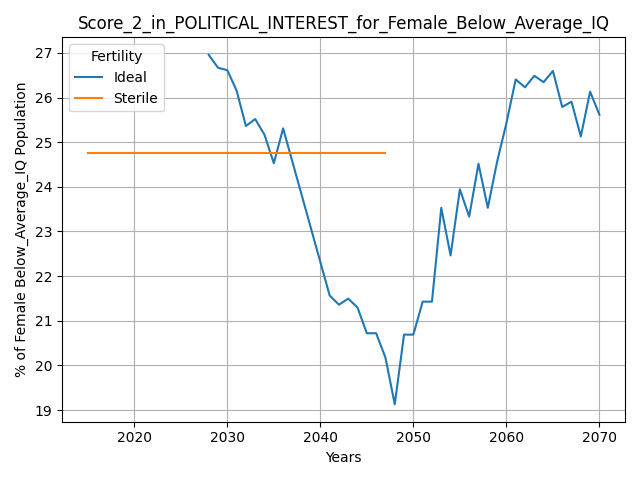 Score_2_in_POLITICAL_INTEREST_for_Female_Below_Average_IQ
% of Female Below_Average_IQ Population
27
26
25
24
23
22
21
20
19
Fertility
Ideal
Sterile
2020 2030 2040 2050 2060 2070
Years